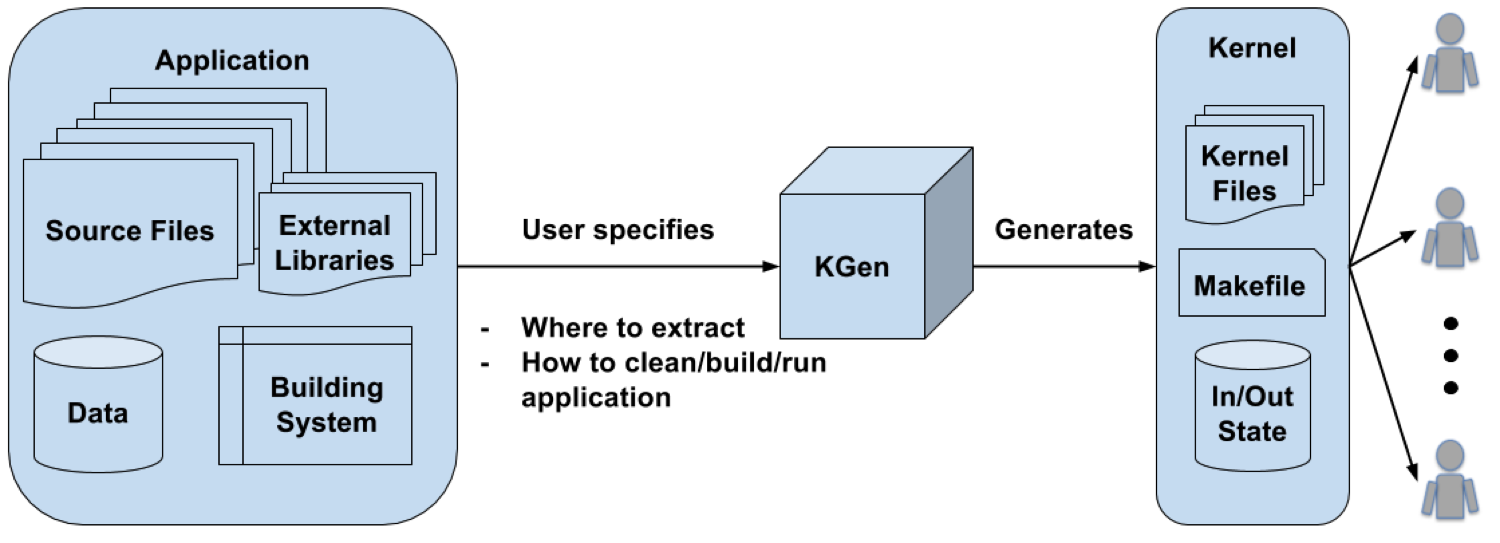 Application
Source Files
External
Libraries
Data
Building
System
User specifies
- Where to extract
- How to clean/build/run
application
KGen
Generates
Kernel
Kernel
Files
Makefile
In/Out
State